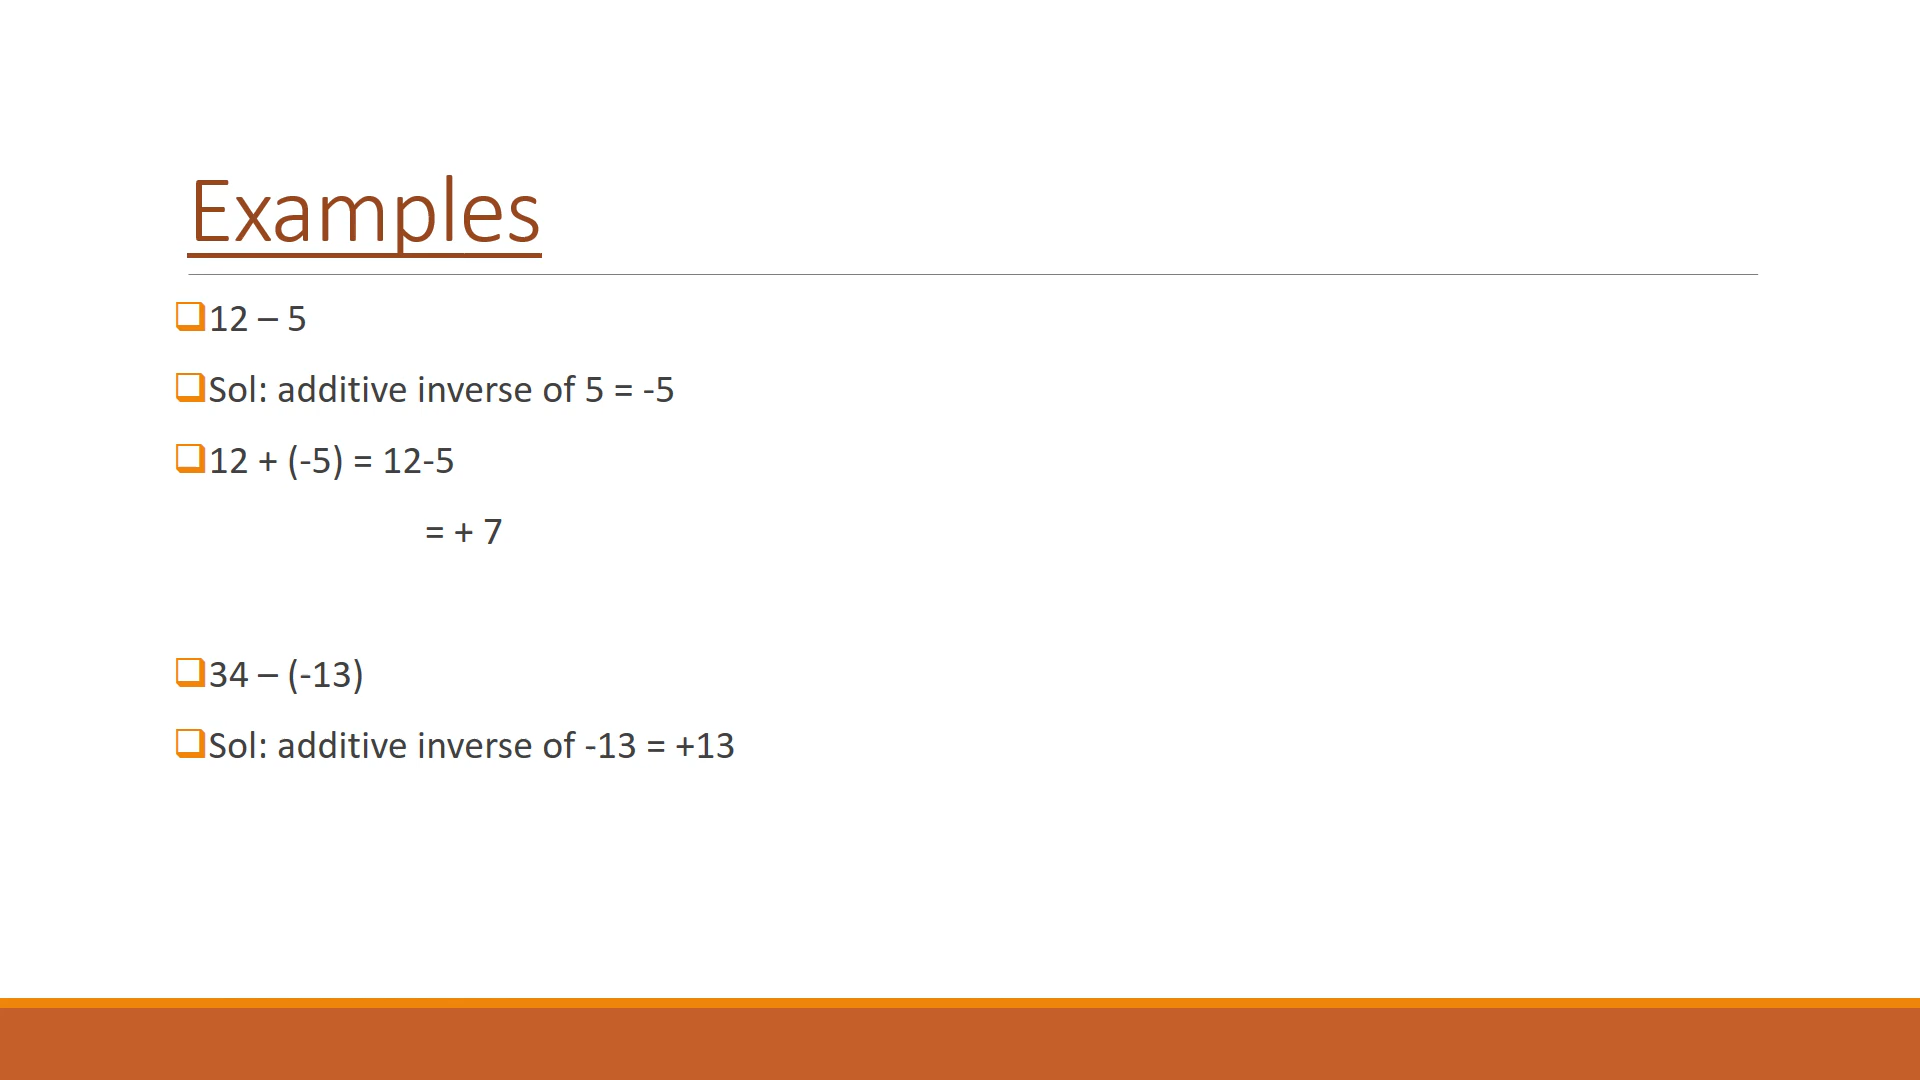 Examples
❑12 – 5
❑Sol: additive inverse of 5 = -5
❑12 + (-5) = 12-5
= + 7
❑34 – (-13)
❑Sol: additive inverse of -13 = +13